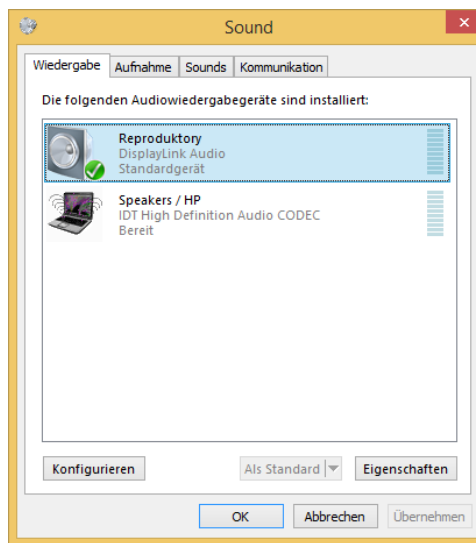 Sound
Wiedergabe Aufnahme Sounds Kommunikation
Die folgenden Audiowiedergabegeräte sind installiert:
Reproduktory
DisplayLink Audio
Standardgerät
Speakers / HP
IDT High Definition Audio CODEC
Bereit
Konfigurieren Als Standard Eigenschaften
OK Abbrechen Übernehmen